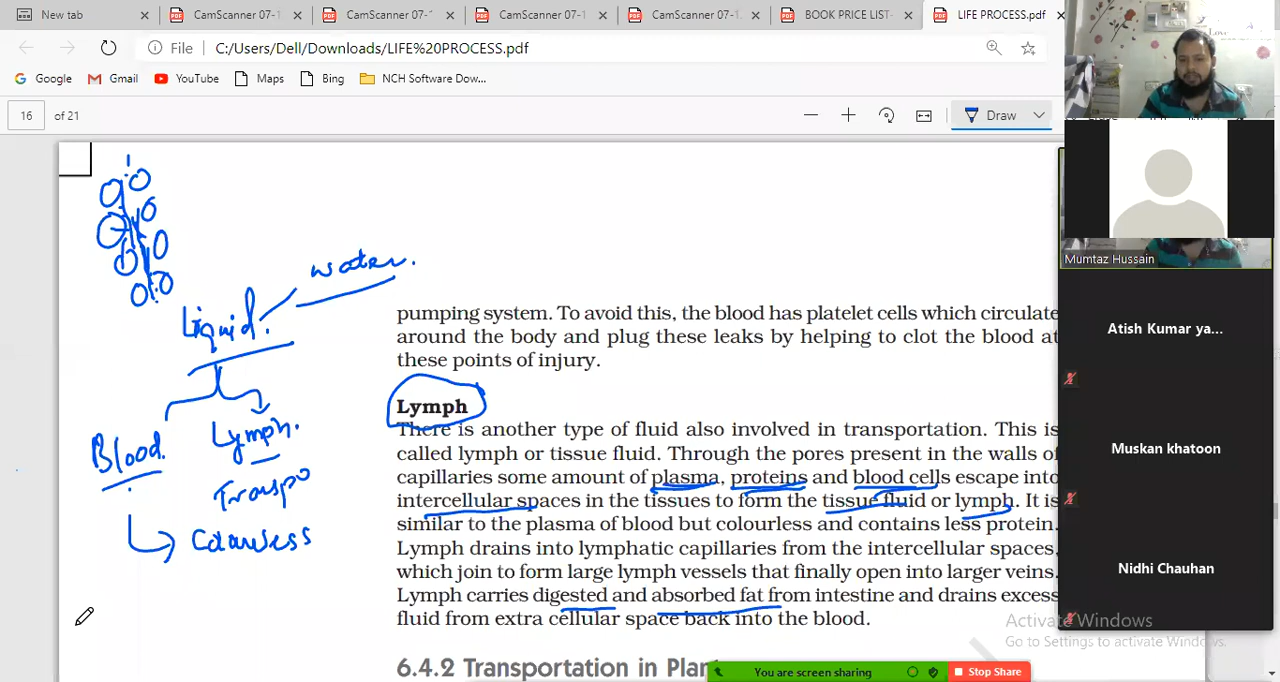 New tab
CamScanner 07-1
CamScanner 07-1
CamScanner 07-1
CamScanner 07-1
BOOK PRICE LIST-
LIFE PROCESS.pdf
File C:/Users/Dell/Downloads/LIFE%20PROCESS.pdf
Google Gmail YouTube Maps Bing NCH Software Dow...
16 of 21
Draw
Mumtaz Hussain
water.
Liquid.
Blood.
Lymph.
Transpo
Colourless
pumping system. To avoid this, the blood has platelet cells which circulate
around the body and plug these leaks by helping to clot the blood at
these points of injury.
Lymph
There is another type of fluid also involved in transportation. This is
called lymph or tissue fluid. Through the pores present in the walls of
capillaries some amount of plasma, proteins and blood cells escape into
intercellular spaces in the tissues to form the tissue fluid or lymph. It is
similar to the plasma of blood but colourless and contains less protein.
Lymph drains into lymphatic capillaries from the intercellular spaces,
which join to form large lymph vessels that finally open into larger veins.
Lymph carries digested and absorbed fat from intestine and drains excess
fluid from extra cellular space back into the blood.
6.4.2 Transportation in Plan
Atish Kumar ya...
Muskan khatoon
Nidhi Chauhan
Activate Windows
Go to Settings to activate Windows.
You are screen sharing
Stop Share